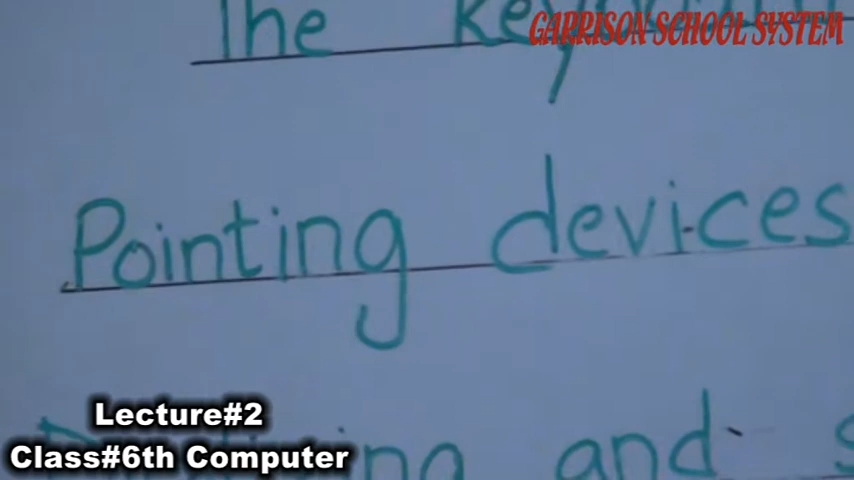 The
GARRISON SCHOOL SYSTEM
Pointing devices
and
Lecture#2
Class#6th Computer